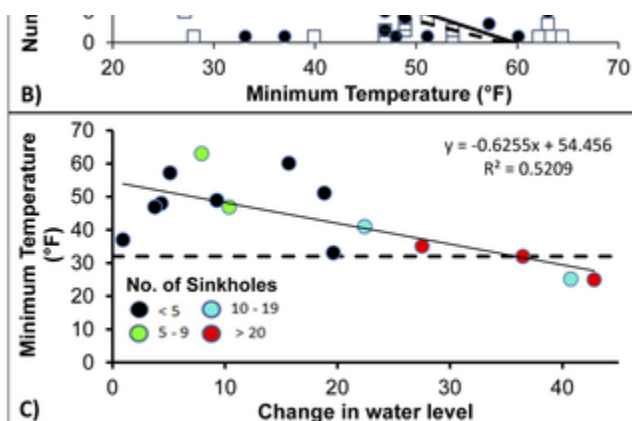 Num
0
20 30 40 50 60 70
B)
Minimum Temperature (°F)
70
60
50
40
30
20
10
0
Minimum Temperature
(°F)
y = -0.6255x + 54.456
R² = 0.5209
No. of Sinkholes
< 5
10 - 19
5 - 9
> 20
0 10 20 30 40
C)
Change in water level